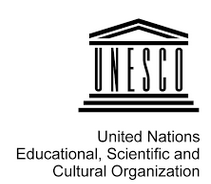 UNESCO
United Nations
Educational, Scientific and
Cultural Organization